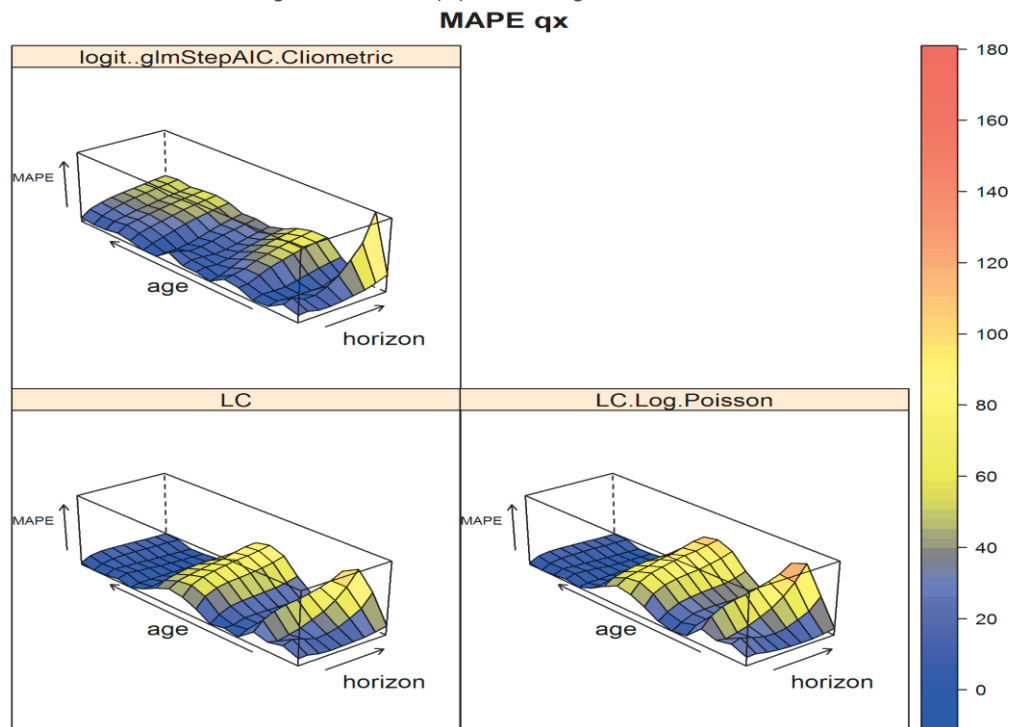 MAPE qx
logit..glmStepAIC.Cliometric
MAPE
age
horizon
LC
MAPE
age
horizon
LC.Log.Poisson
MAPE
age
horizon
180
160
140
120
100
80
60
40
20
0